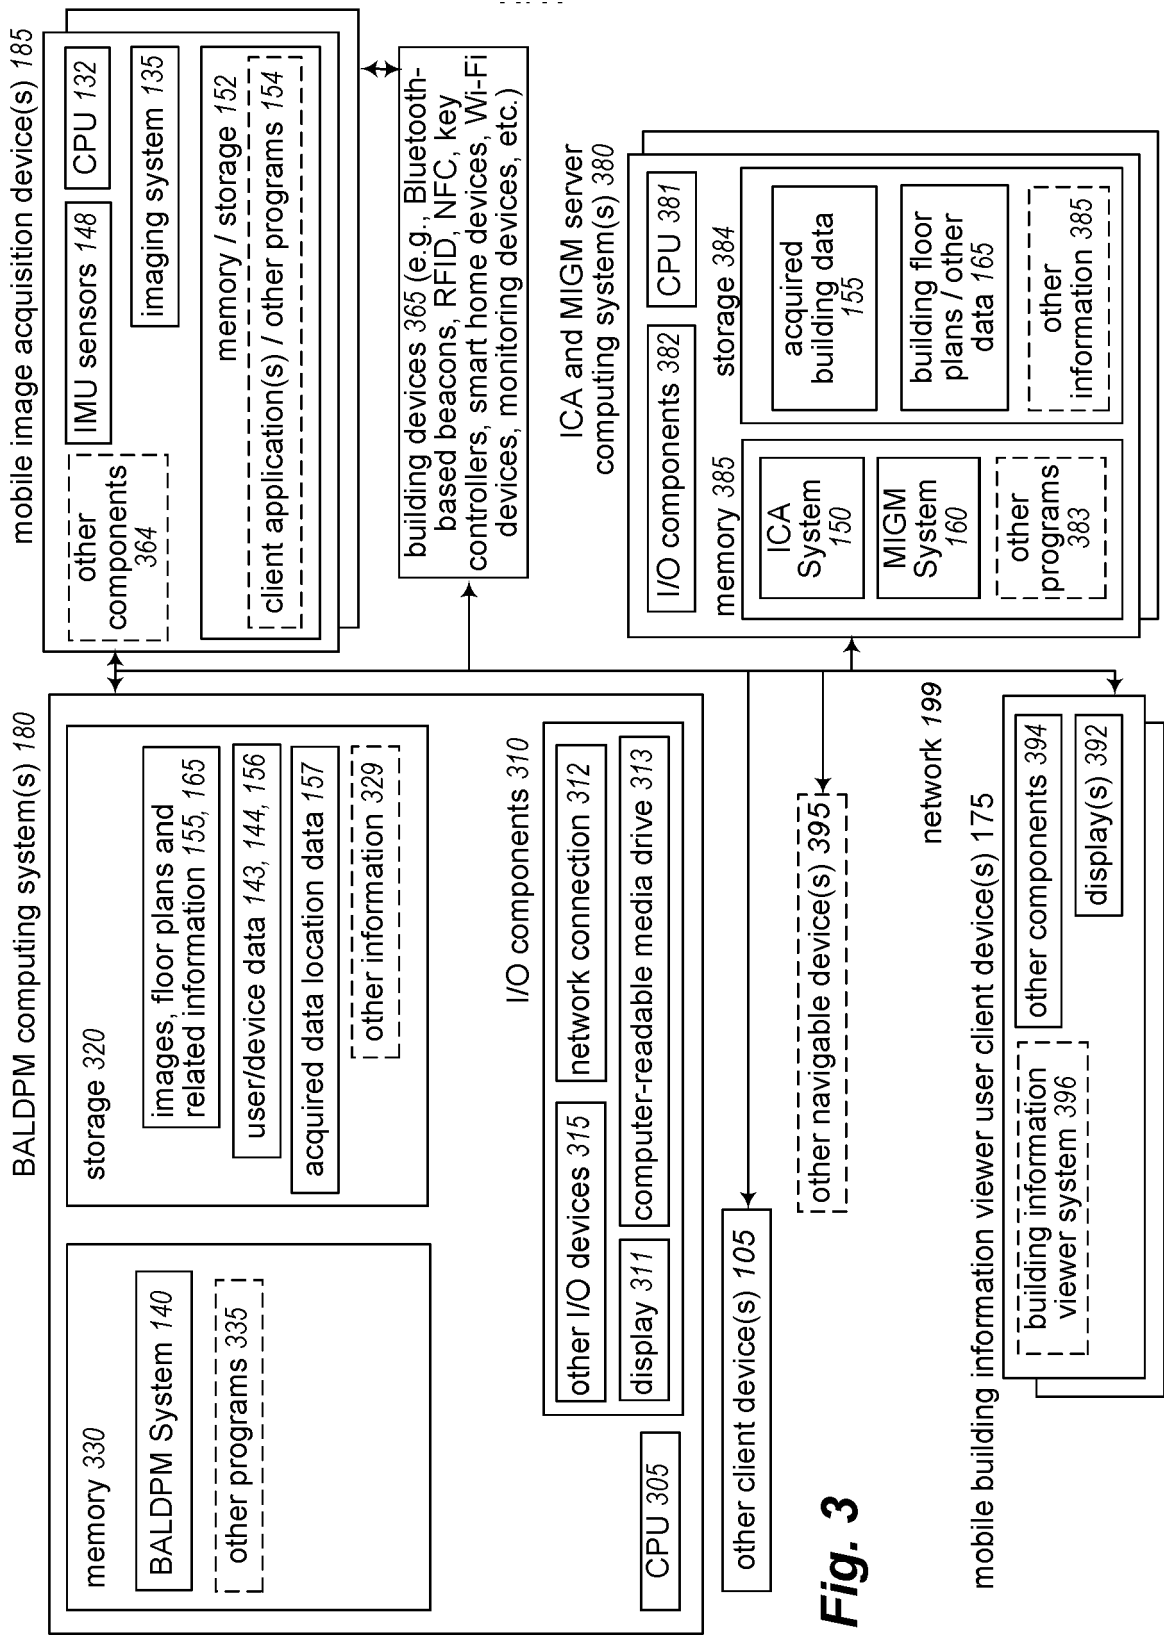 BALDPM computing system(s) 180
memory 330
BALDPM System 140
other programs 335
storage 320
images, floor plans and
related information 155, 165
user/device data 143, 144, 156
acquired data location data 157
other information 329
CPU 305
I/O components 310
other I/O devices 315
network connection 312
display 311
computer-readable media drive 313
mobile image acquisition device(s) 185
other
components
364
IMU sensors 148
CPU 132
imaging system 135
memory / storage 152
client application(s) / other programs 154
building devices 365 (e.g., Bluetooth-
based beacons, RFID, NFC, key
controllers, smart home devices, Wi-Fi
devices, monitoring devices, etc.)
ICA and MIGM server
computing system(s) 380
I/O components 382
CPU 381
memory 385
ICA
System
150
MIGM
System
160
other
programs
383
storage 384
acquired
building data
155
building floor
plans / other
data 165
other
information 385
other client device(s) 105
other navigable device(s) 395
network 199
mobile building information viewer user client device(s) 175
building information
viewer system 396
other components 394
display(s) 392
Fig. 3